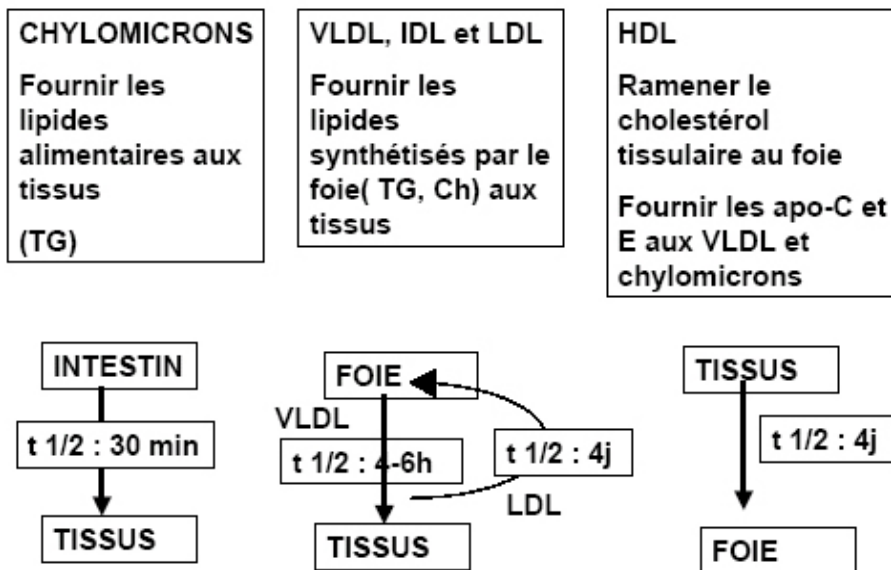 CHYLOMICRONS
Fournir les
lipides
alimentaires aux
tissus
(TG)
VLDL, IDL et LDL
Fournir les
lipides
synthétisés par le
foie( TG, Ch) aux
tissus
HDL
Ramener le
cholestérol
tissulaire au foie
Fournir les apo-C et
E aux VLDL et
chylomicrons
INTESTIN
t 1/2 : 30 min
TISSUS
FOIE
VLDL
t 1/2 : 4-6h
t 1/2 : 4j
LDL
TISSUS
TISSUS
t 1/2 : 4j
FOIE